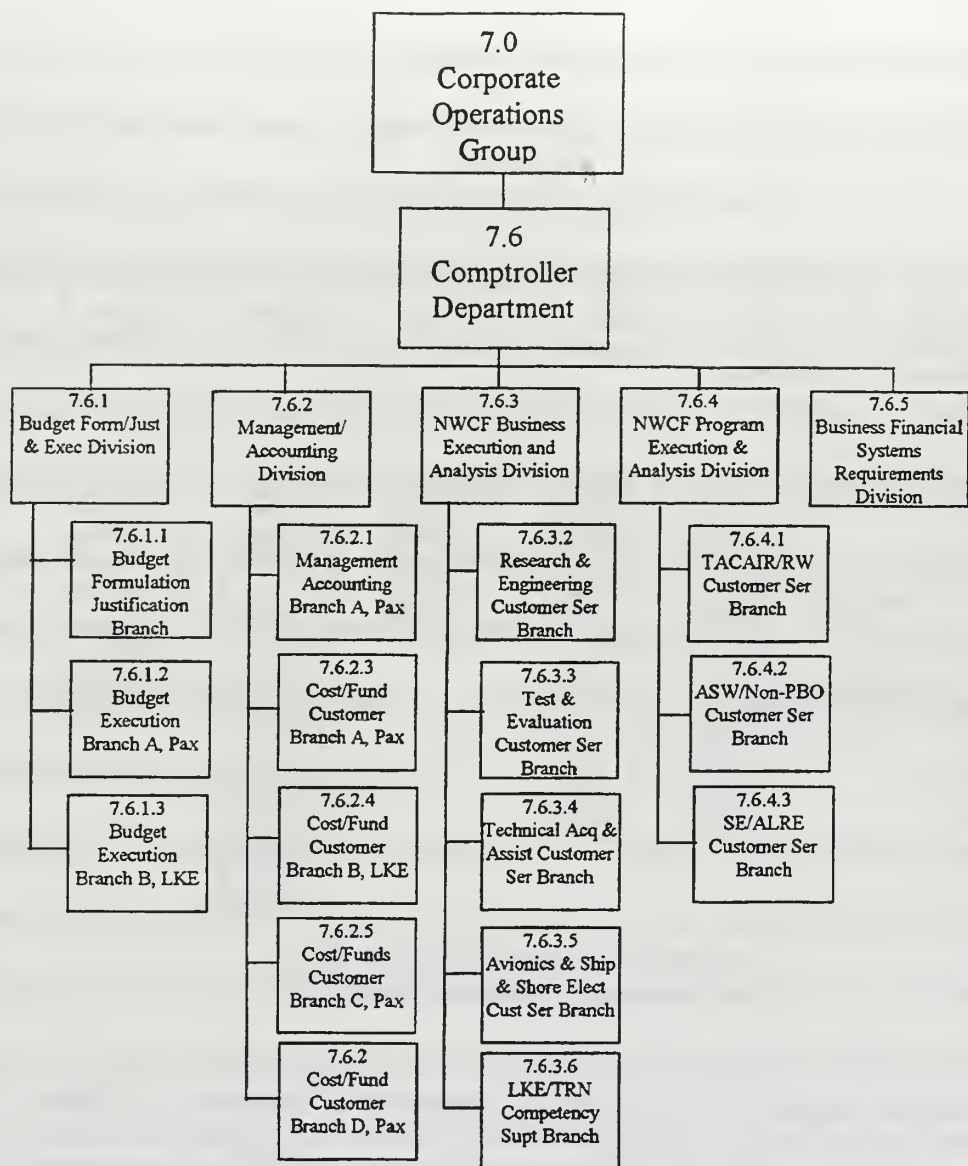 7.0
Corporate
Operations
Group
7.6
Comptroller
Department
7.6.1
Budget Form/Just
& Exec Division
7.6.2
Management/
Accounting
Division
7.6.3
NWCF Business
Execution and
Analysis Division
7.6.4
NWCF Program
Execution &
Analysis Division
7.6.5
Business Financial
Systems
Requirements
Division
7.6.1.1
Budget
Formulation
Justification
Branch
7.6.1.2
Budget
Execution
Branch A, Pax
7.6.1.3
Budget
Execution
Branch B, LKE
7.6.2.1
Management
Accounting
Branch A, Pax
7.6.2.3
Cost/Fund
Customer
Branch A, Pax
7.6.2.4
Cost/Fund
Customer
Branch B, LKE
7.6.2.5
Cost/Funds
Customer
Branch C, Pax
7.6.2
Cost/Fund
Customer
Branch D, Pax
7.6.3.2
Research &
Engineering
Customer Ser
Branch
7.6.3.3
Test &
Evaluation
Customer Ser
Branch
7.6.3.4
Technical Acq &
Assist Customer
Ser Branch
7.6.3.5
Avionics & Ship
& Shore Elect
Cust Ser Branch
7.6.3.6
LKE/TRN
Competency
Supt Branch
7.6.4.1
TACAIR/RW
Customer Ser
Branch
7.6.4.2
ASW/Non-PBO
Customer Ser
Branch
7.6.4.3
SE/ALRE
Customer Ser
Branch